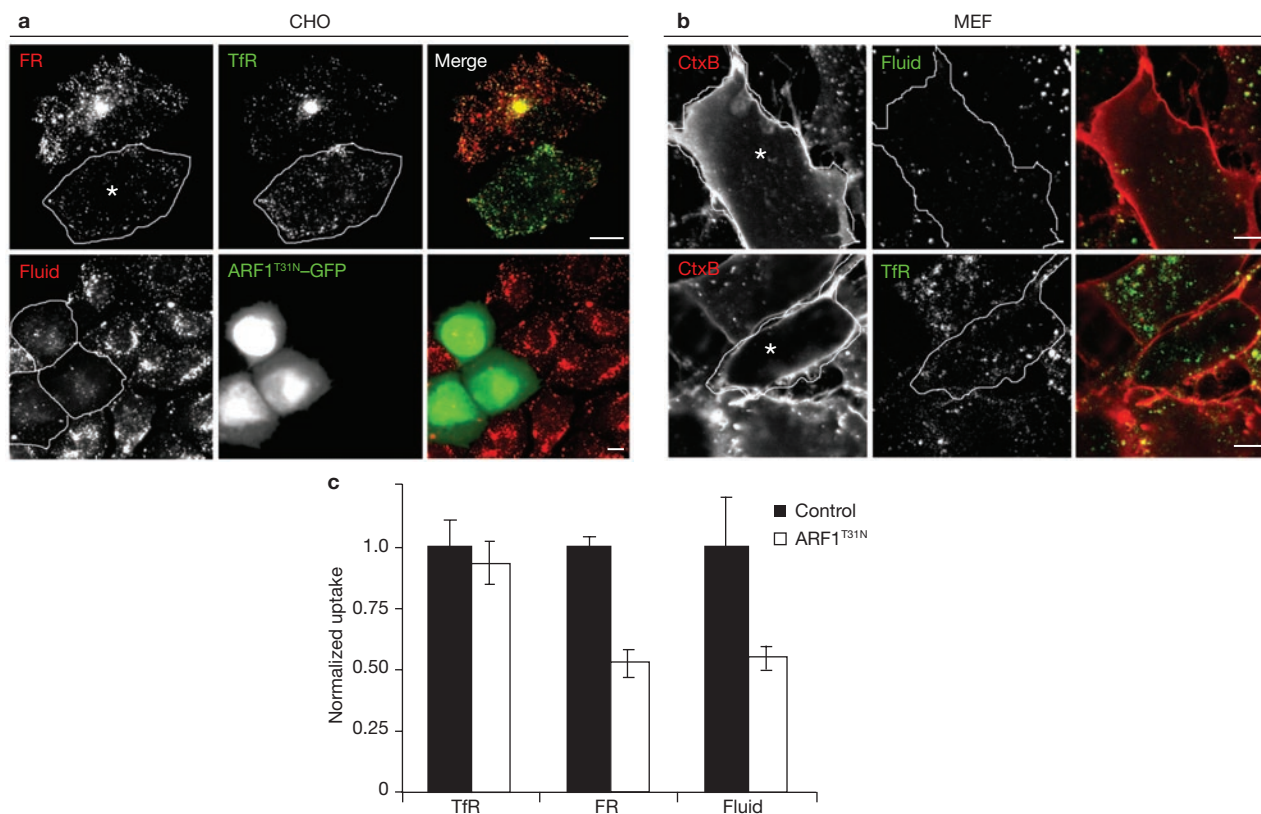 a
CHO
FR
TfR
Merge
*
Fluid
ARF1ᵀ³¹ᴺ–GFP
b
MEF
CtxB
Fluid
*
CtxB
TfR
*
c
Normalized uptake
1.0
0.75
0.50
0.25
0
Control
ARF1ᵀ³¹ᴺ
TfR
FR
Fluid